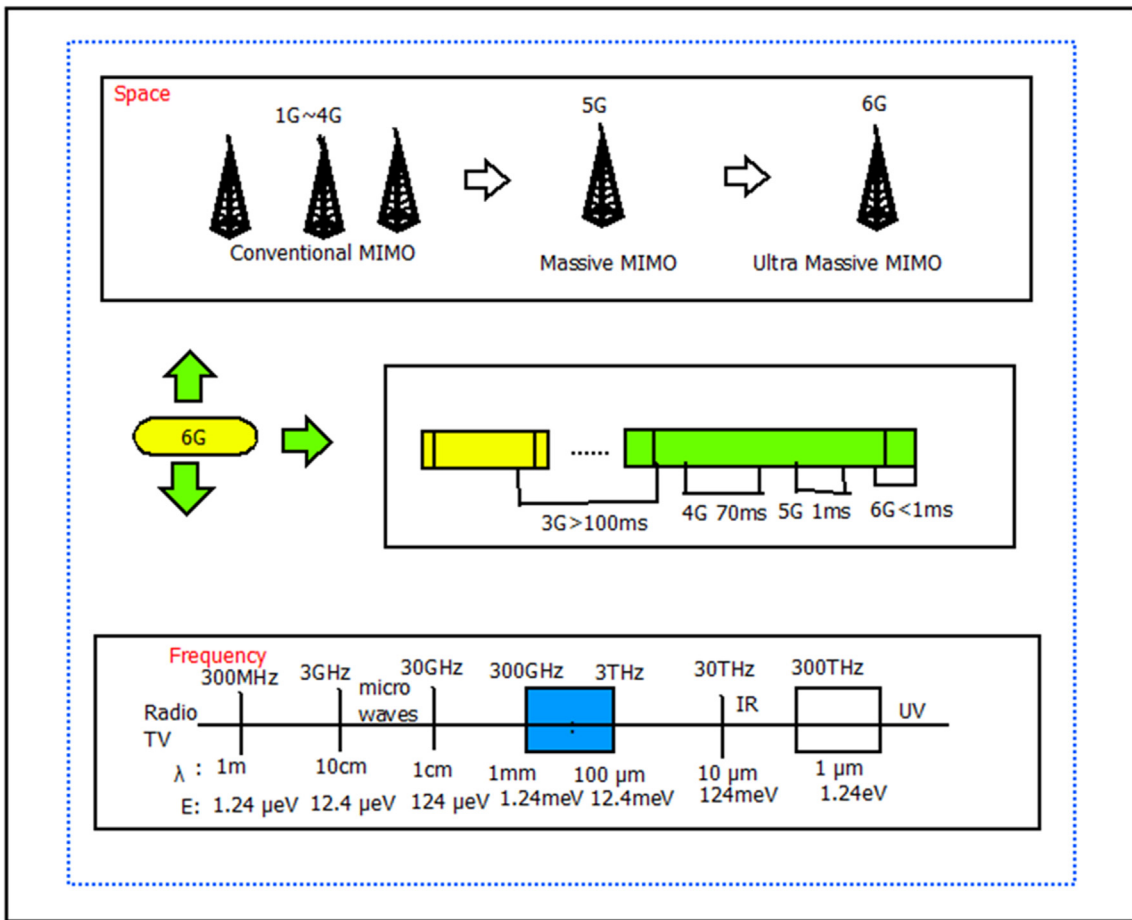 Space
1G~4G
5G
6G
Conventional MIMO
Massive MIMO
Ultra Massive MIMO
6G
......
3G>100ms
4G 70ms
5G 1ms
6G<1ms
Frequency
300MHz 3GHz 30GHz 300GHz 3THz 30THz 300THz
Radio TV
micro waves
IR
UV
λ : 1m 10cm 1cm 1mm 100 μm 10 μm 1 μm
E: 1.24 μeV 12.4 μeV 124 μeV 1.24meV 12.4meV 124meV 1.24eV